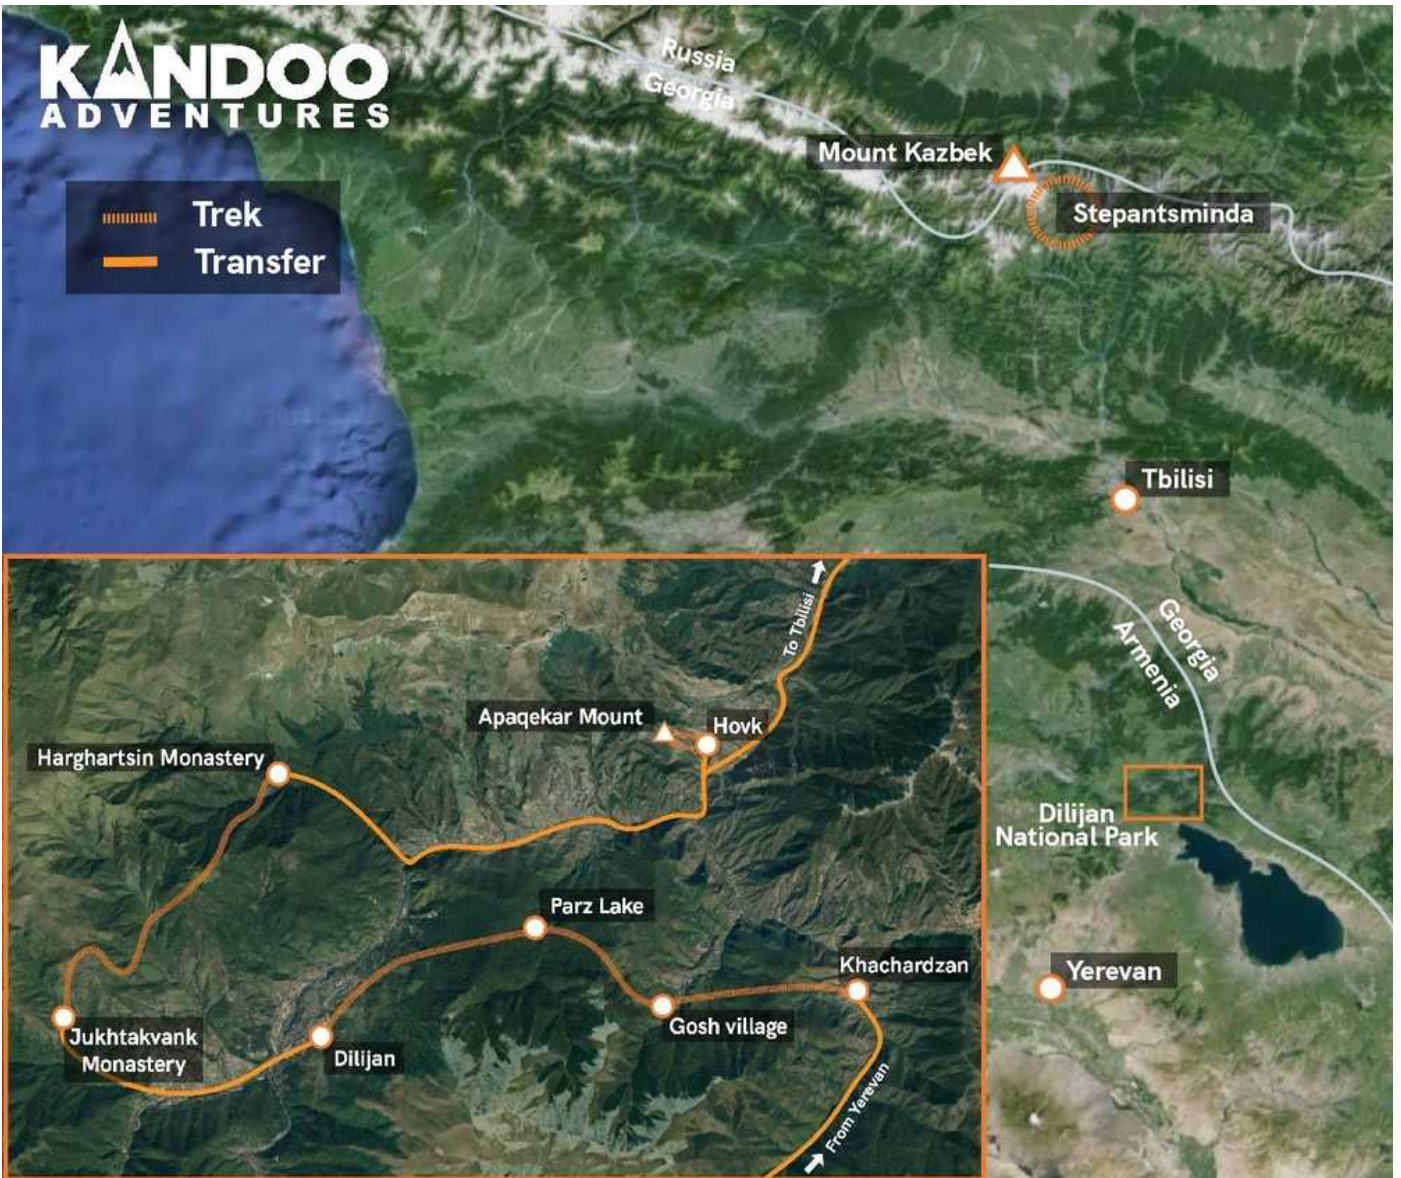 KANDOO
ADVENTURES
Trek
Transfer
Russia
Georgia
Mount Kazbek
Stepantsminda
Tbilisi
Georgia
Armenia
Dilijan
National Park
Yerevan
To Tbilisi
Apaqekar Mount
Hovk
Harghartsin Monastery
Parz Lake
Khachardzan
Gosh village
Jukhtakvank
Monastery
Dilijan
From Yerevan